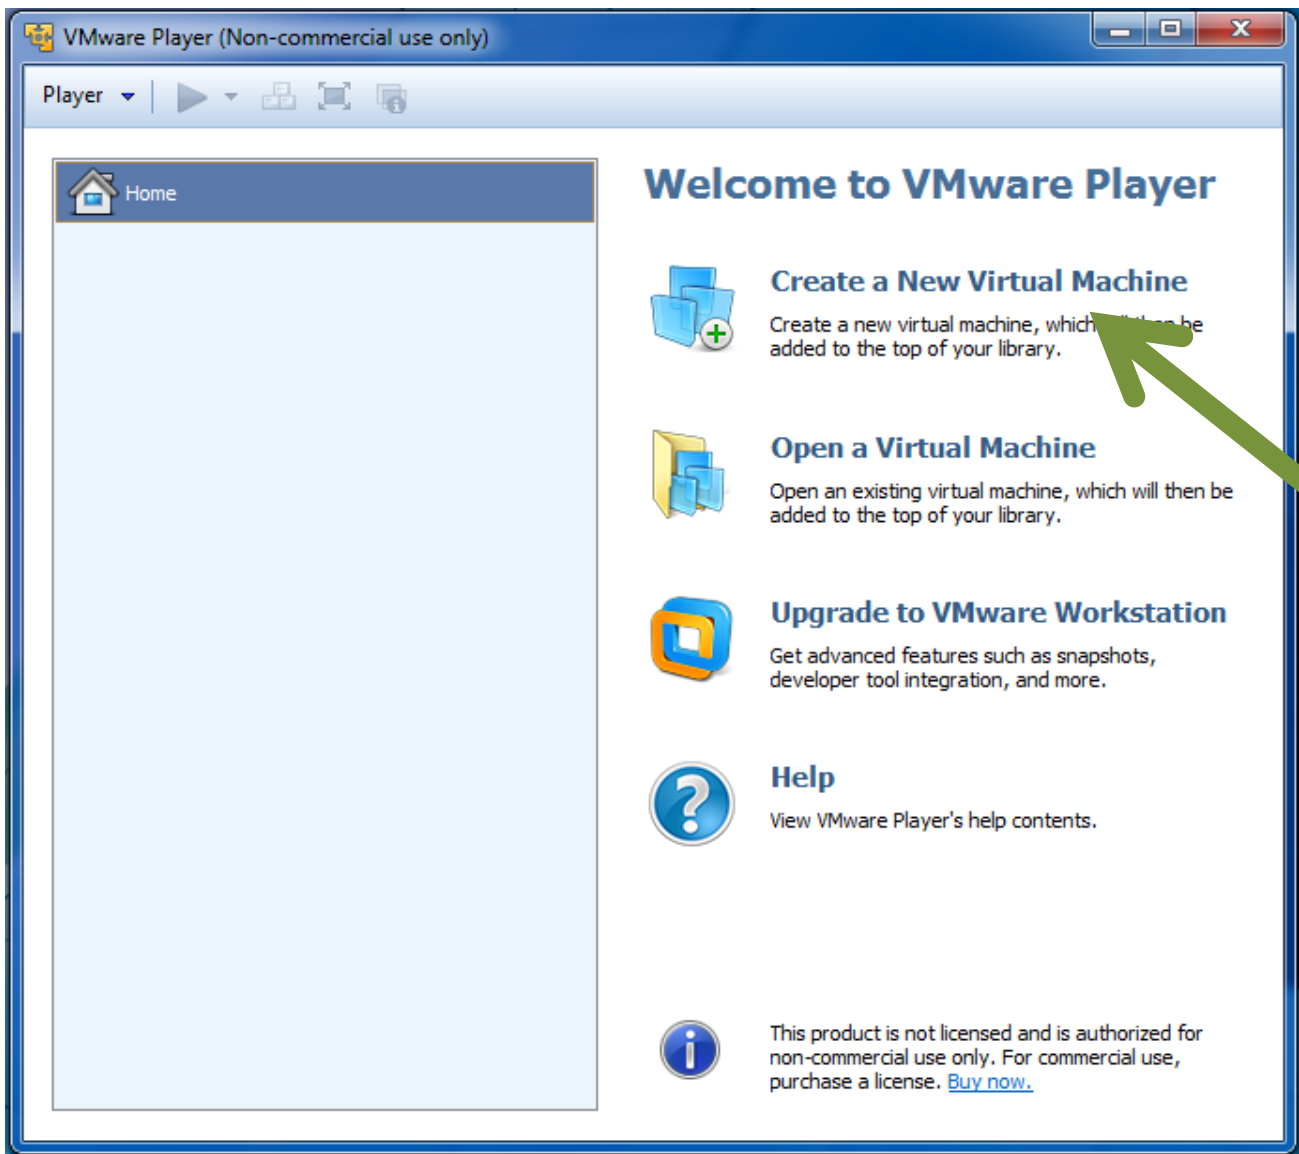 VMware Player (Non-commercial use only)
Player
Home
Welcome to VMware Player
Create a New Virtual Machine
Create a new virtual machine, which then be
added to the top of your library.
Open a Virtual Machine
Open an existing virtual machine, which will then be
added to the top of your library.
Upgrade to VMware Workstation
Get advanced features such as snapshots,
developer tool integration, and more.
Help
View VMware Player's help contents.
This product is not licensed and is authorized for
non-commercial use only. For commercial use,
purchase a license. Buy now.